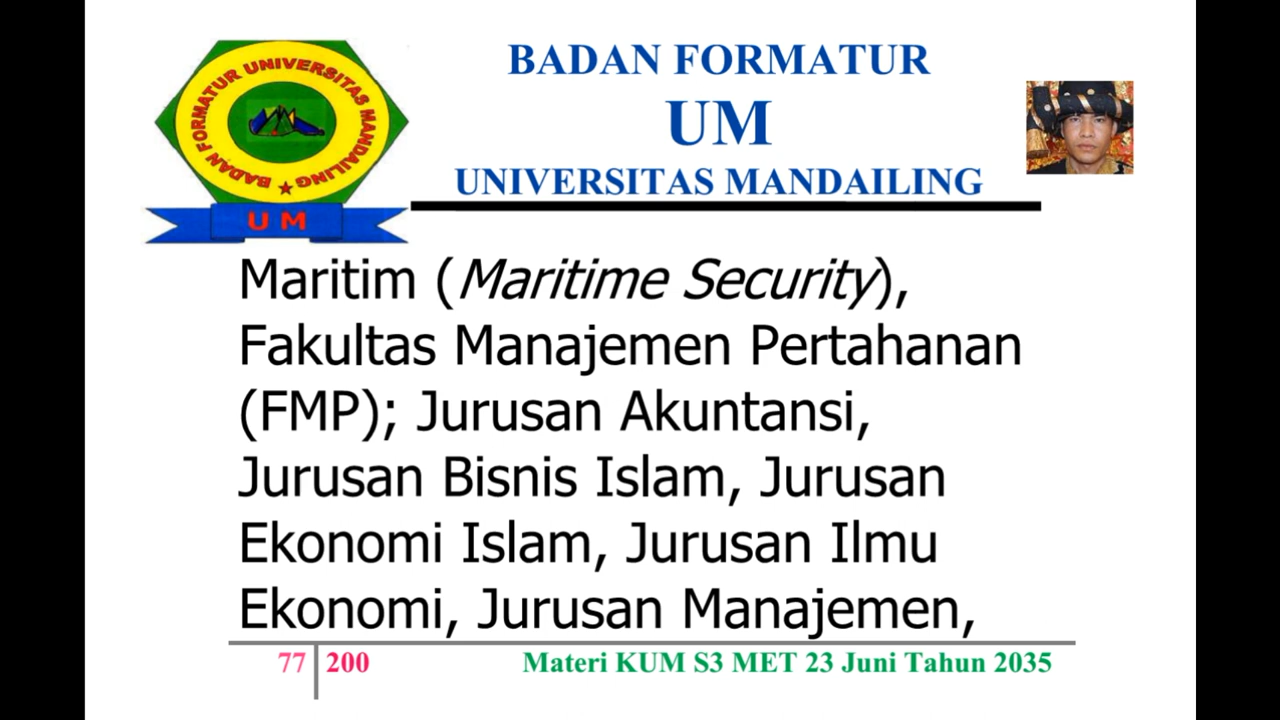 BADAN FORMATUR UNIVERSITAS MANDAILING
UM
BADAN FORMATUR
UM
UNIVERSITAS MANDAILING
Maritim (Maritime Security),
Fakultas Manajemen Pertahanan
(FMP); Jurusan Akuntansi,
Jurusan Bisnis Islam, Jurusan
Ekonomi Islam, Jurusan Ilmu
Ekonomi, Jurusan Manajemen,
77 200 Materi KUM S3 MET 23 Juni Tahun 2035